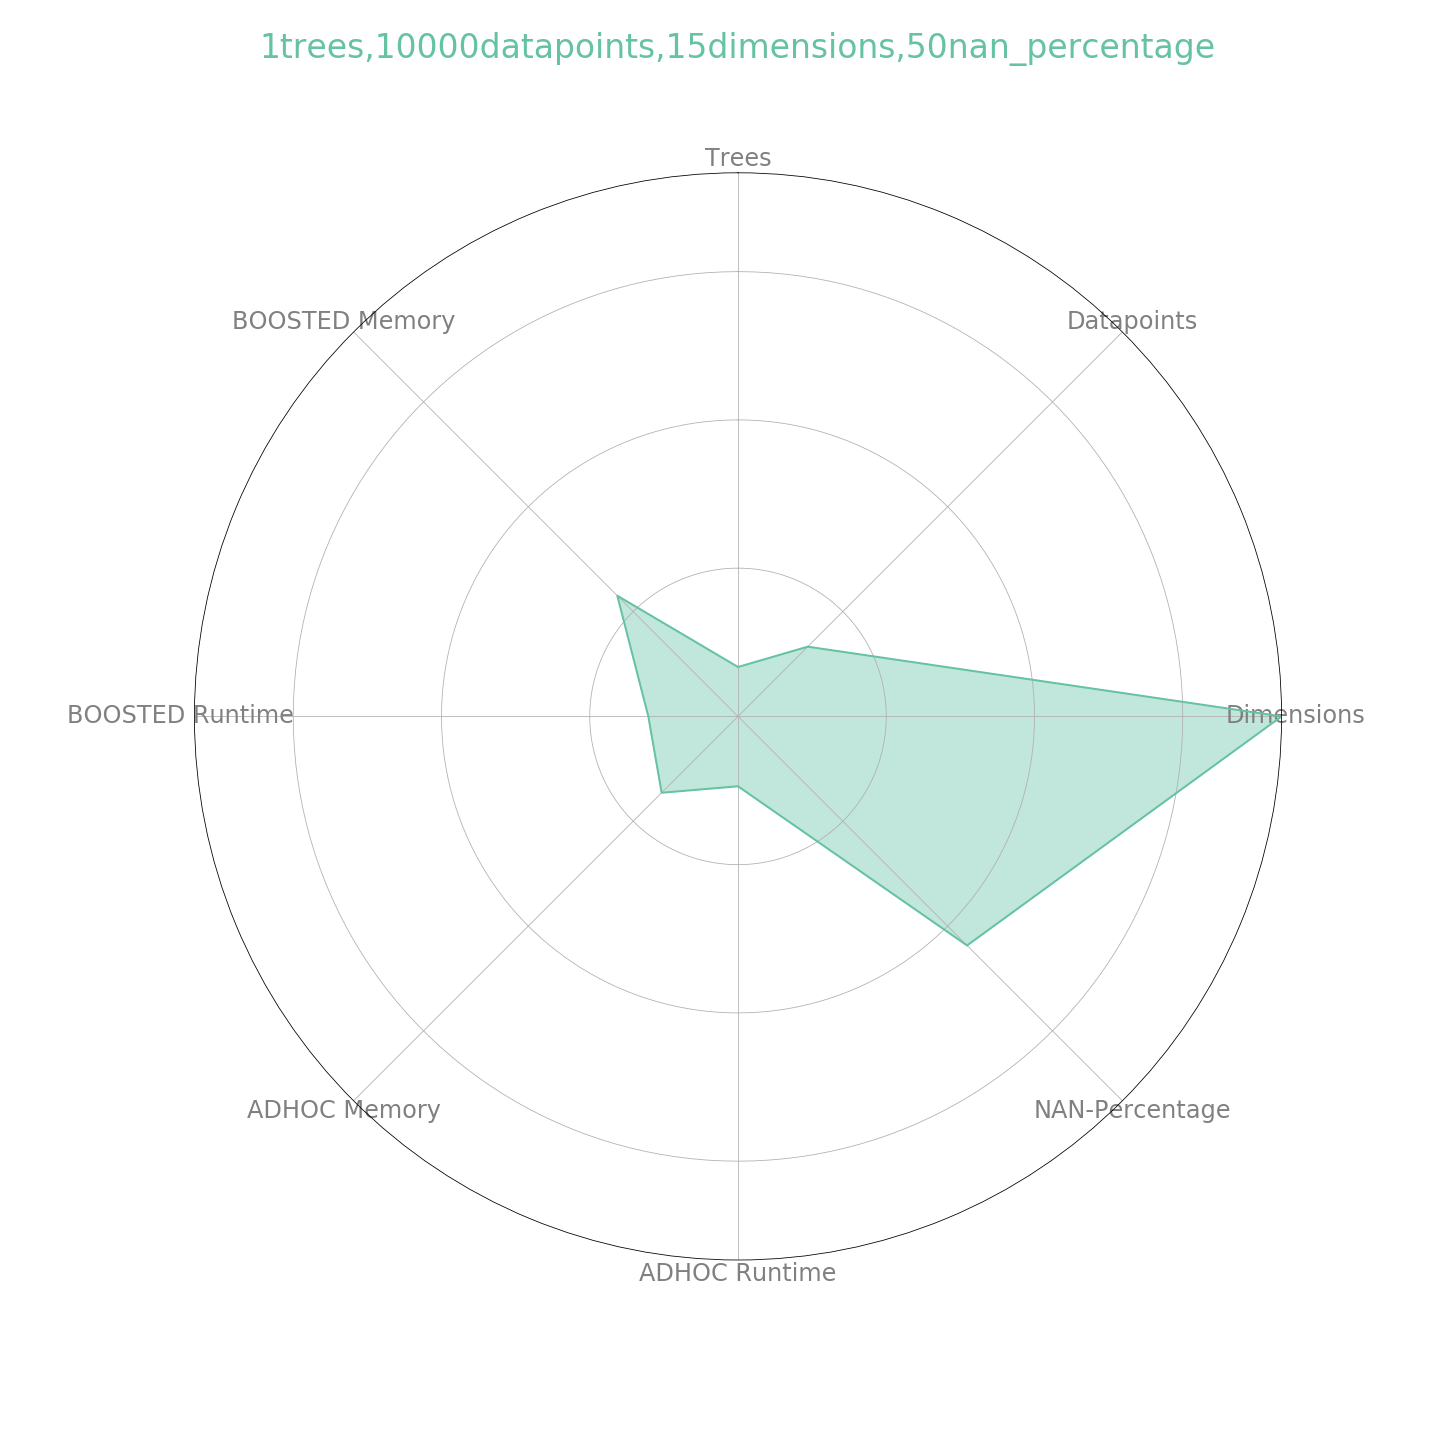 1trees,10000datapoints,15dimensions,50nan_percentage
Trees
BOOSTED Memory
Datapoints
BOOSTED Runtime
Dimensions
ADHOC Memory
NAN-Percentage
ADHOC Runtime